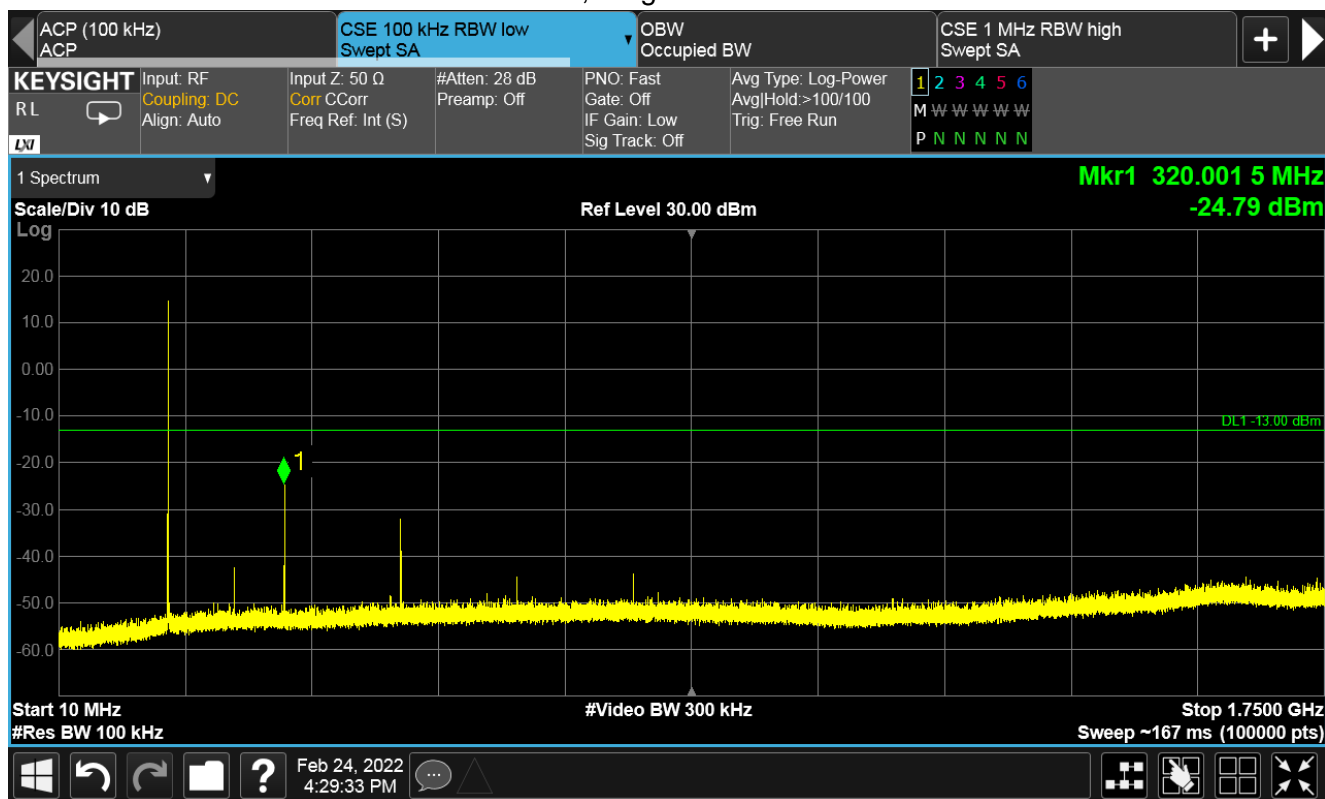 ACP (100 kHz)
ACP
CSE 100 kHz RBW low
Swept SA
OBW
Occupied BW
CSE 1 MHz RBW high
Swept SA
+
KEYSIGHT
R L
LXI
Input: RF
Coupling: DC
Align: Auto
Input Z: 50 Ω
Corr CCorr
Freq Ref: Int (S)
#Atten: 28 dB
Preamp: Off
PNO: Fast
Gate: Off
IF Gain: Low
Sig Track: Off
Avg Type: Log-Power
Avg|Hold:>100/100
Trig: Free Run
1 2 3 4 5 6
M W W W W W W
P N N N N N N
1 Spectrum
Mkr1 320.001 5 MHz
-24.79 dBm
Scale/Div 10 dB
Ref Level 30.00 dBm
Log
20.0
10.0
0.00
-10.0
DL1 -13.00 dBm
-20.0
1
-30.0
-40.0
-50.0
-60.0
Start 10 MHz
#Video BW 300 kHz
Stop 1.7500 GHz
#Res BW 100 kHz
Sweep ~167 ms (100000 pts)
?
Feb 24, 2022
4:29:33 PM